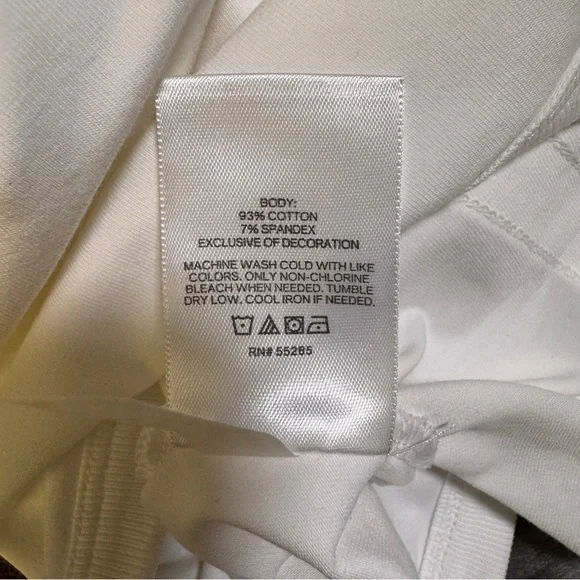 BODY:
93% COTTON
7% SPANDEX
EXCLUSIVE OF DECORATION
MACHINE WASH COLD WITH LIKE
COLORS. ONLY NON-CHLORINE
BLEACH WHEN NEEDED. TUMBLE
DRY LOW. COOL IRON IF NEEDED.
RN# 55285